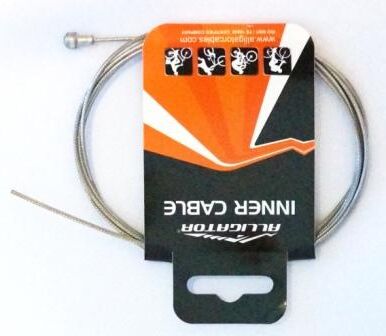 ALLIGATOR
INNER CABLE
www.alligatorcables.com
ISO 9001 / TS 16949 CERTIFIED COMPANY